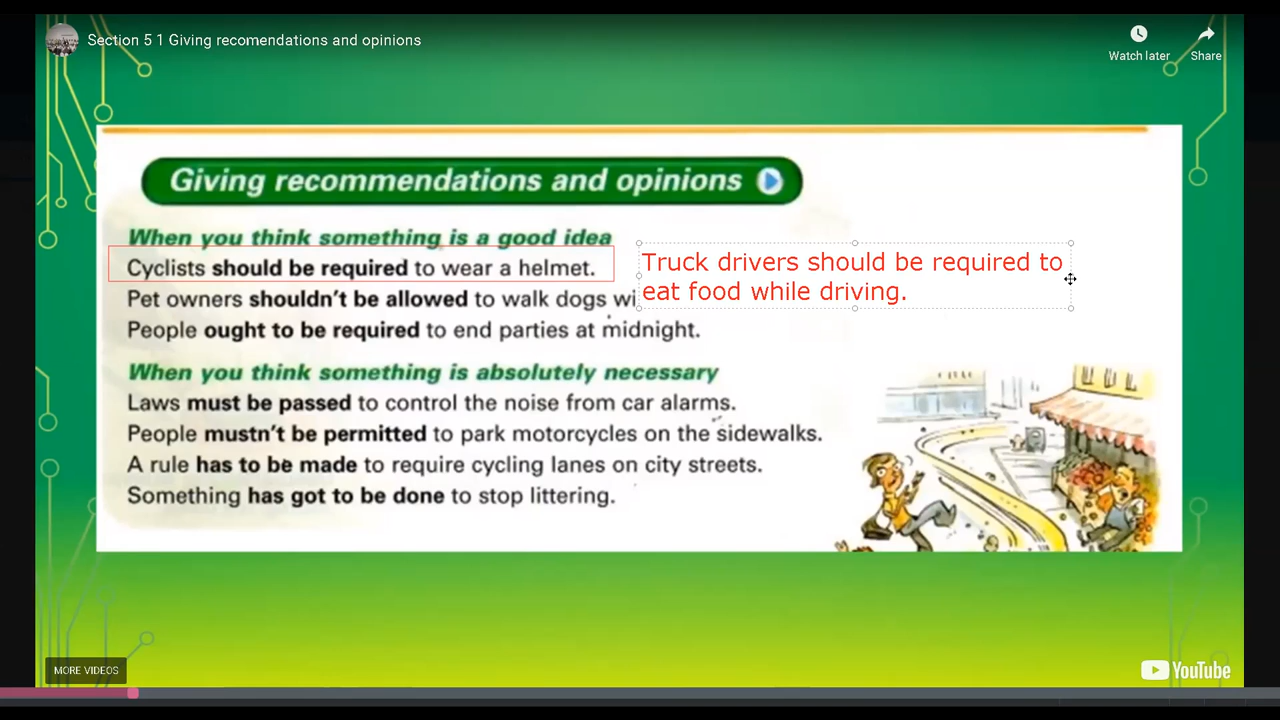 Section 5 1 Giving recomendations and opinions
Watch later
Share
Giving recommendations and opinions
When you think something is a good idea
Cyclists should be required to wear a helmet.
Truck drivers should be required to
eat food while driving.
Pet owners shouldn't be allowed to walk dogs wi
People ought to be required to end parties at midnight.
When you think something is absolutely necessary
Laws must be passed to control the noise from car alarms.
People mustn't be permitted to park motorcycles on the sidewalks.
A rule has to be made to require cycling lanes on city streets.
Something has got to be done to stop littering.
MORE VIDEOS
YouTube